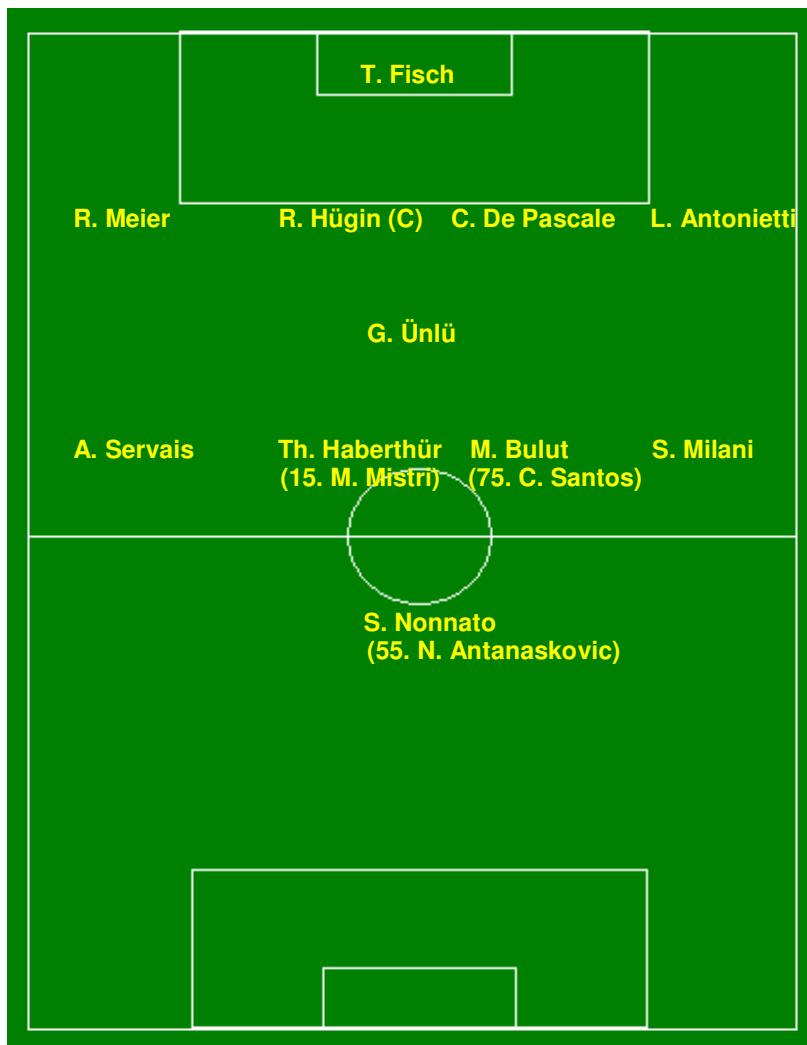 T. Fisch
R. Meier R. Hügin (C) C. De Pascale L. Antonietti
G. Ünlü
A. Servais Th. Haberthür M. Bulut S. Milani
(15. M. Mistri) (75. C. Santos)
S. Nonnato
(55. N. Antanaskovic)